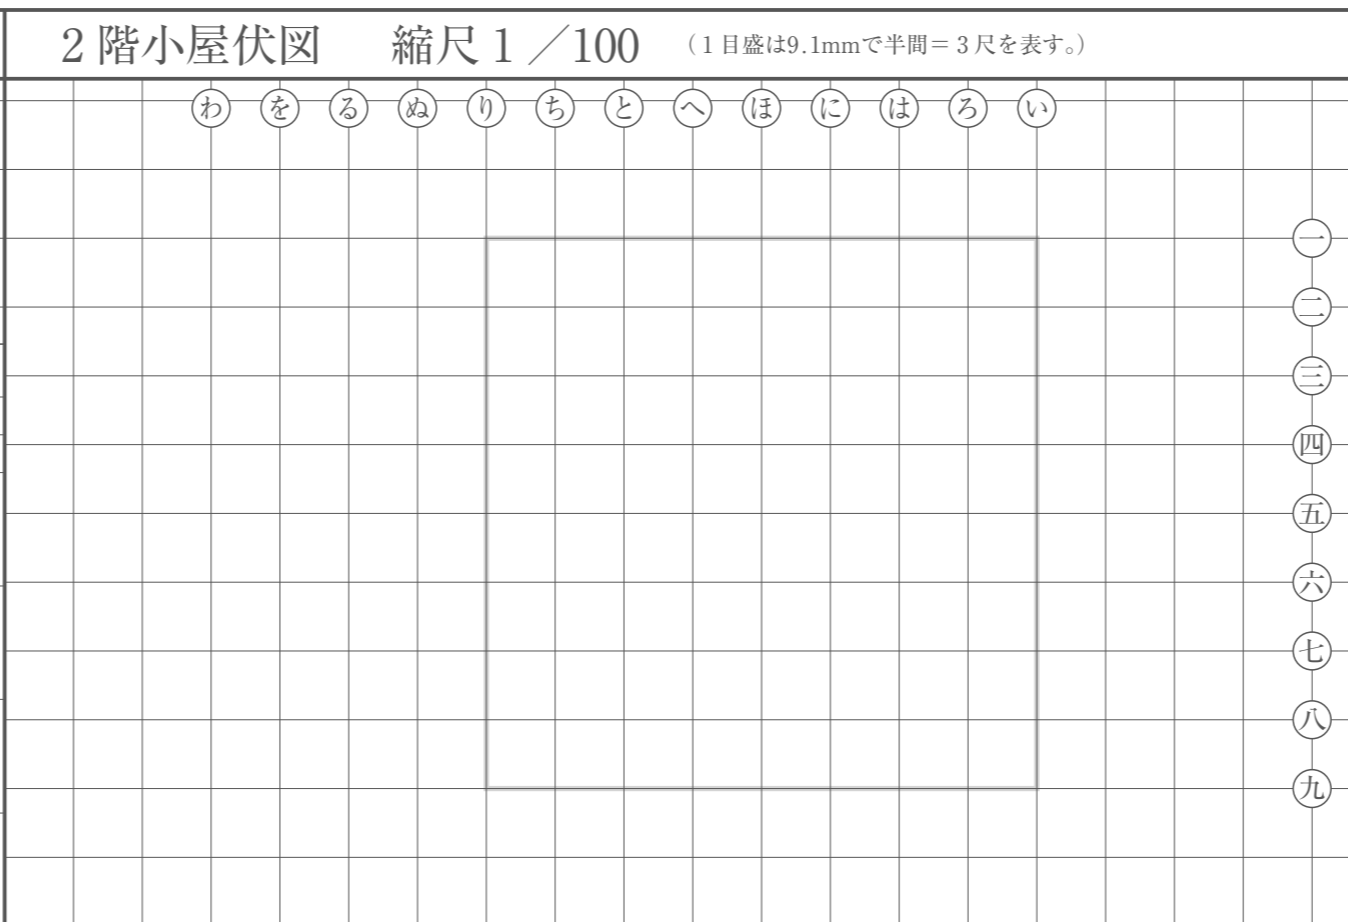 2階小屋伏図 縮尺1／100 （1目盛は9.1mmで半間＝3尺を表す。）
わ を る ぬ り ち と へ ほ に は ろ い
一
二
三
四
五
六
七
八
九